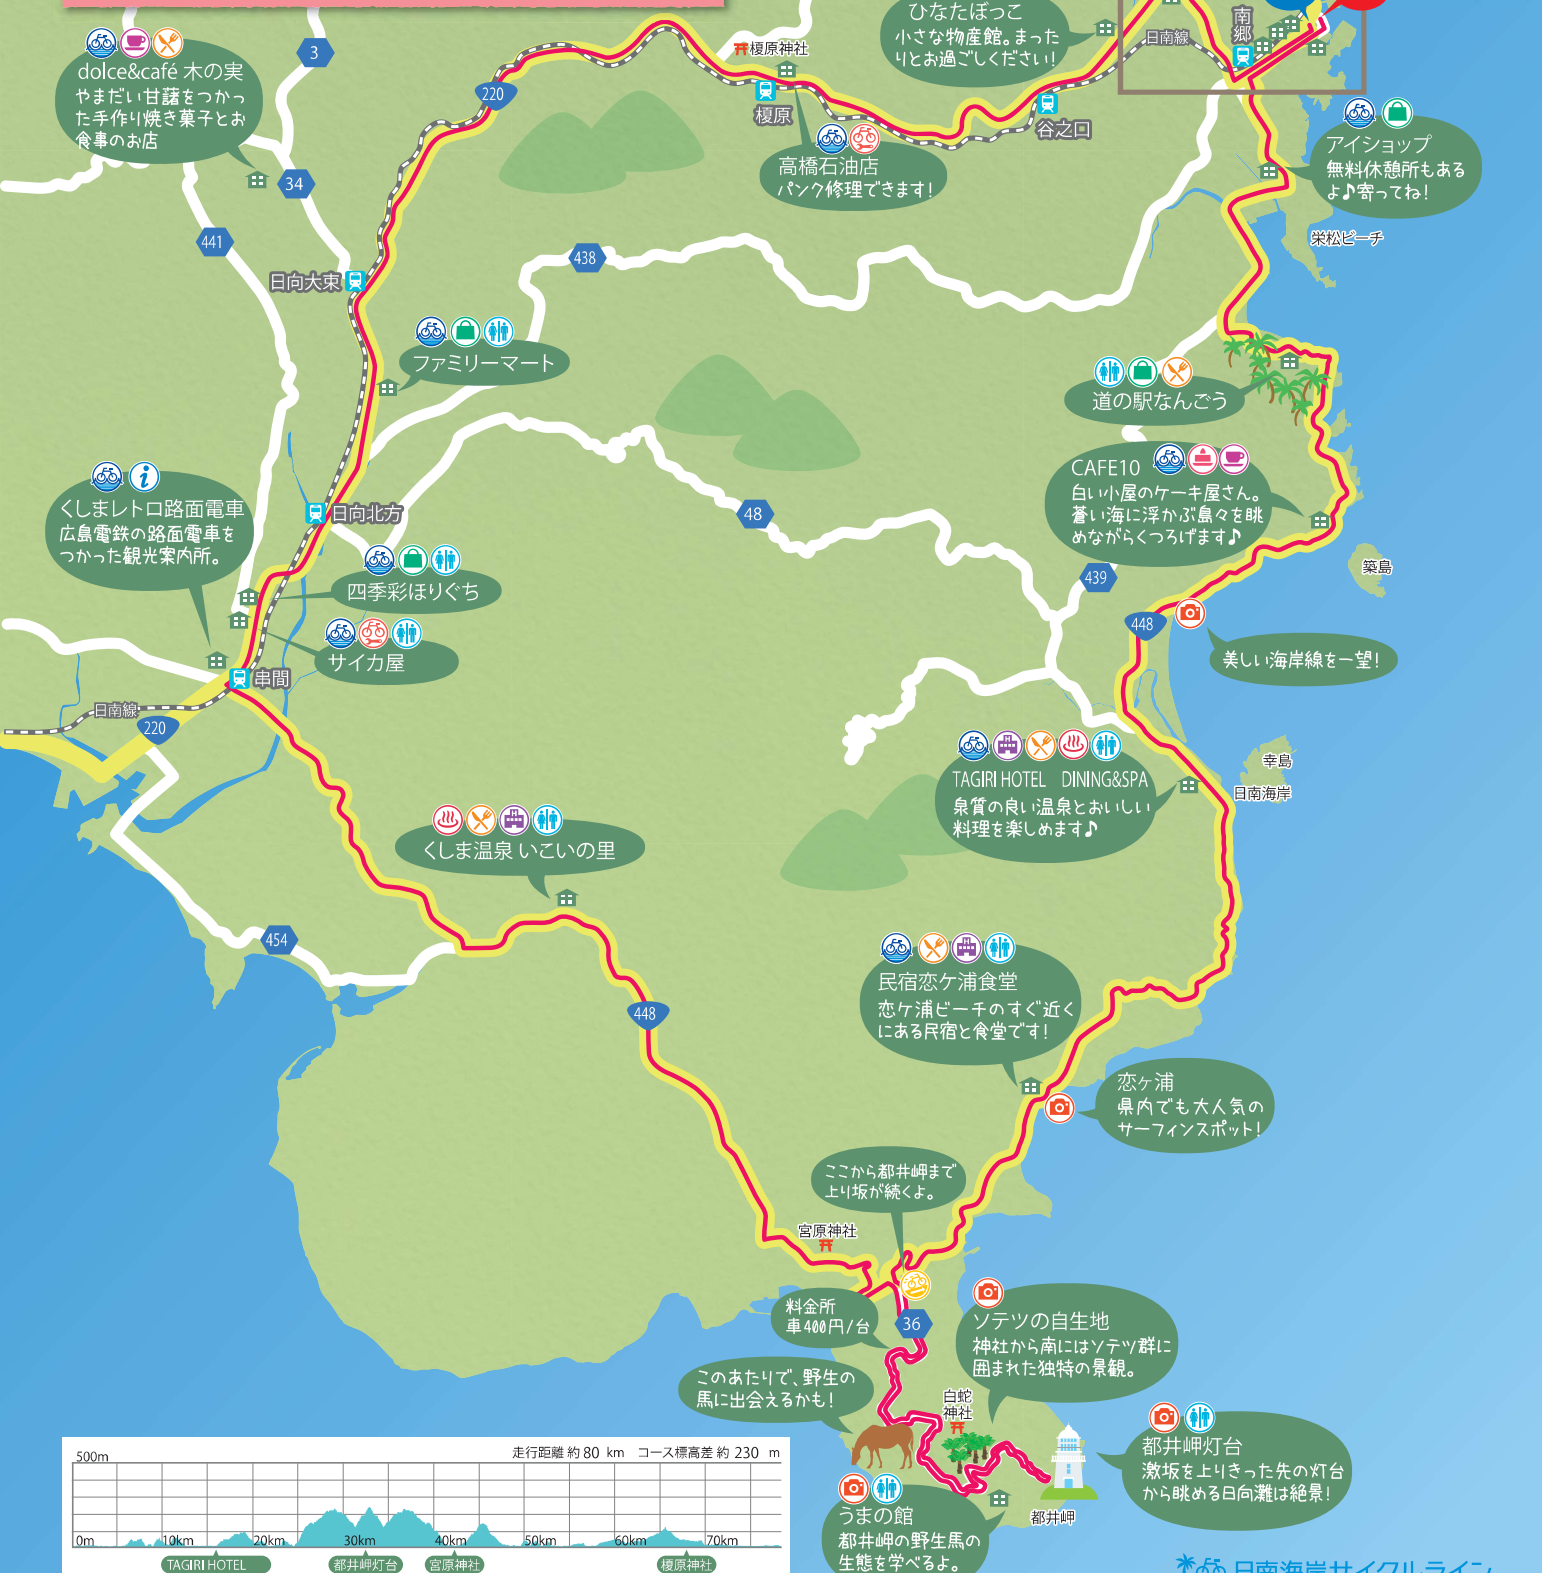 dolce&café 木の実
やまだい甘藷をつかっ
た手作り焼き菓子とお
食事のお店
3
34
441
220
榎原神社
榎原
高橋石油店
パンク修理できます!
ひなたぼっこ
小さな物産館。まった
りとお過ごしください!
日南線
南郷
谷之口
アイショップ
無料休憩所もある
よ♪寄ってね!
栄松ビーチ
日向大束
438
ファミリーマート
道の駅なんごう
CAFE10
白い小屋のケーキ屋さん。
蒼い海に浮かぶ島々を眺
めながらくつろげます♪
築島
くしまレトロ路面電車
広島電鉄の路面電車を
つかった観光案内所。
日向北方
48
439
448
四季彩ほりぐち
サイカ屋
美しい海岸線を一望!
串間
日南線
220
幸島
日南海岸
TAGIRI HOTEL DINING&SPA
泉質の良い温泉とおいしい
料理を楽しめます♪
くしま温泉 いこいの里
454
448
民宿恋ケ浦食堂
恋ケ浦ビーチのすぐ近く
にある民宿と食堂です!
恋ヶ浦
県内でも大人気の
サーフィンスポット!
ここから都井岬まで
上り坂が続くよ。
宮原神社
料金所
車400円/台
36
ソテツの自生地
神社から南にはソテツ群に
囲まれた独特の景観。
このあたりで、野生の
馬に出会えるかも!
白蛇
神社
都井岬灯台
激坂を上りきった先の灯台
から眺める日向灘は絶景!
うまの館
都井岬の野生馬の
生態を学べるよ。
都井岬
走行距離 約 80 km コース標高差 約 230 m
500m
0m 10km 20km 30km 40km 50km 60km 70km
TAGIRI HOTEL 都井岬灯台 宮原神社 榎原神社
日南海岸サイクルライン